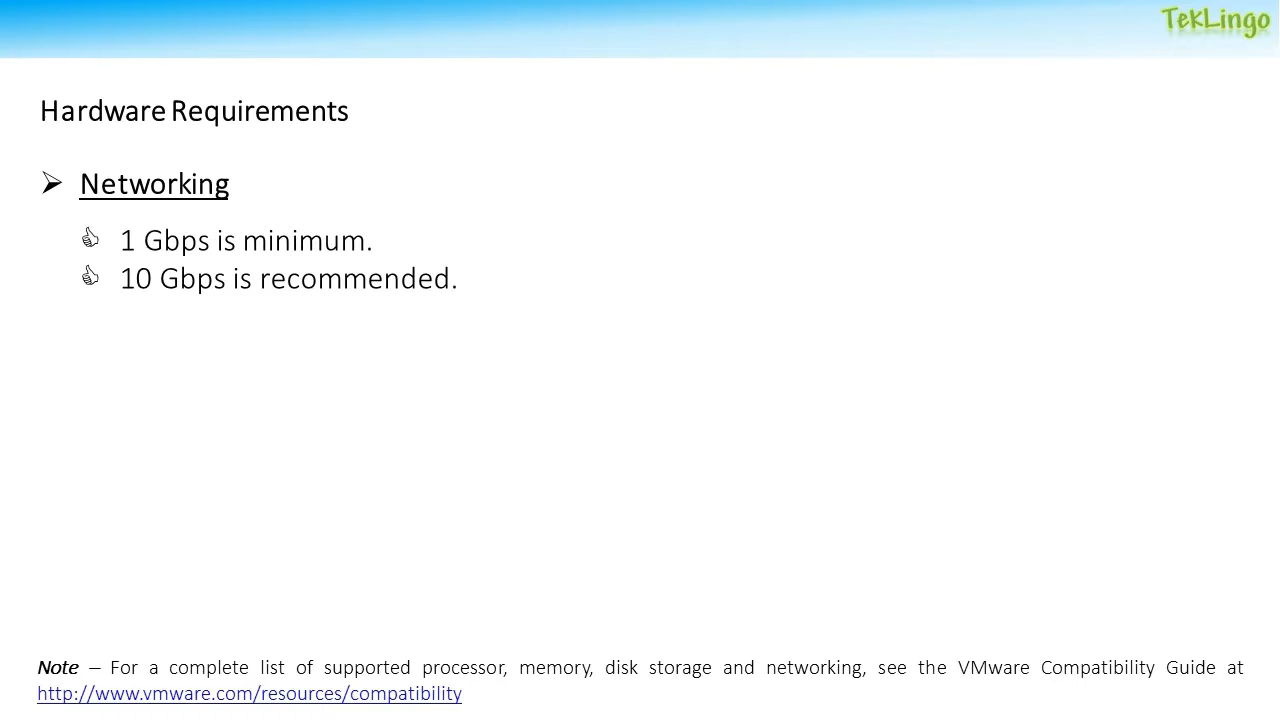 TekLingo
Hardware Requirements
➢ Networking
👍 1 Gbps is minimum.
👍 10 Gbps is recommended.
Note – For a complete list of supported processor, memory, disk storage and networking, see the VMware Compatibility Guide at
http://www.vmware.com/resources/compatibility